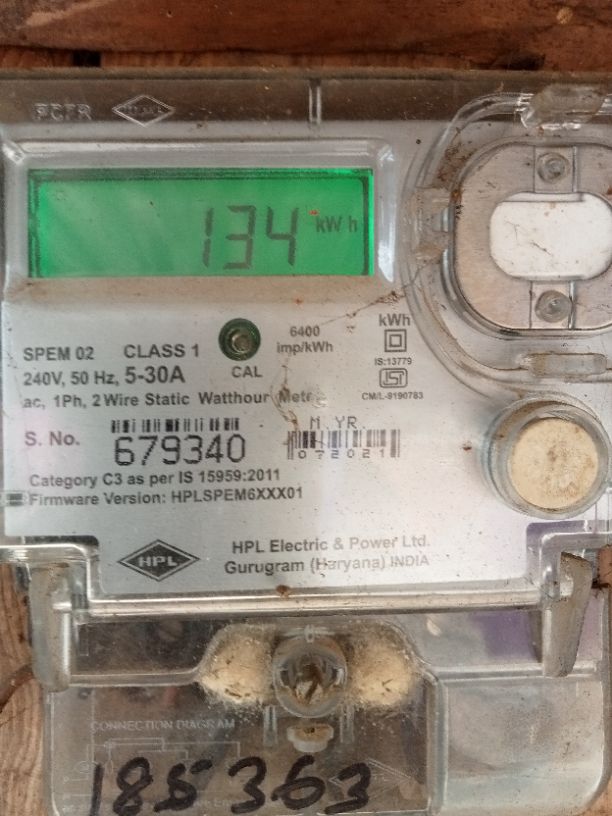 134 kWh
SPEM 02 CLASS 1
240V, 50 Hz, 5-30A
CAL
6400
imp/kWh
kWh
IS:13779
ISI
CM/L-9190783
ac, 1Ph, 2 Wire Static Watthour
S. No. 679340
M YR
072021
Category C3 as per IS 15959:2011
Firmware Version: HPLSPEM6XXX01
HPL
HPL Electric & Power Ltd.
Gurugram (Haryana) INDIA
CONNECTION DIAGRAM
185363